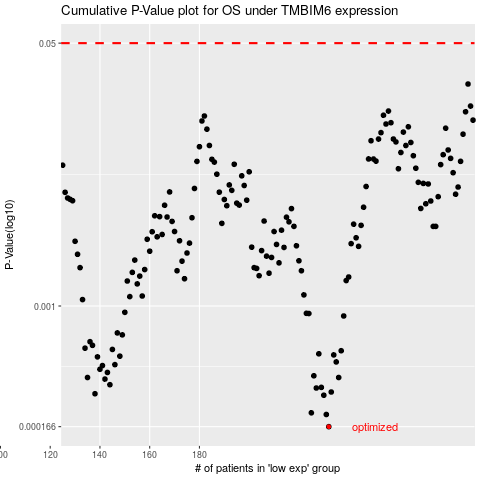 Cumulative P-Value plot for OS under TMBIM6 expression
0.05
P-Value(log10)
0.001
0.000166
optimized
00 120 140 160 180
# of patients in 'low exp' group